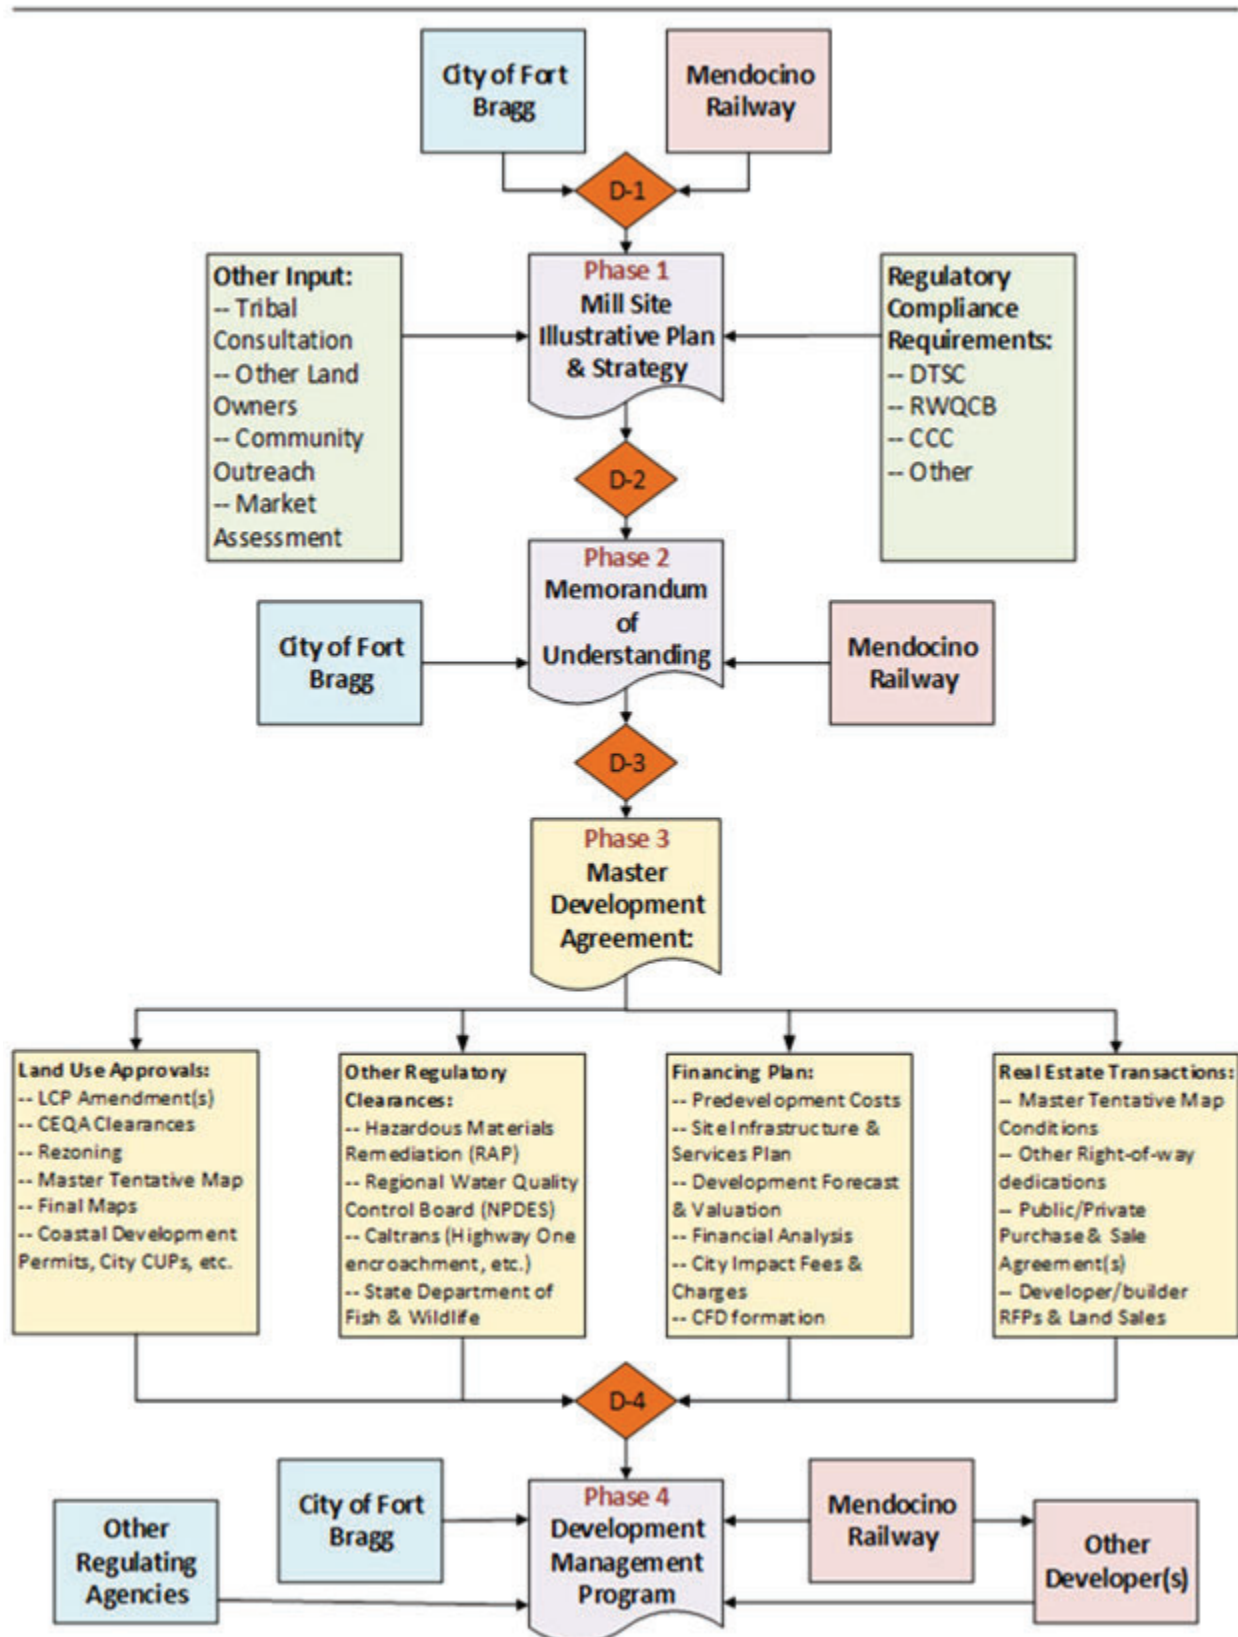 City of Fort
Bragg
Mendocino
Railway
D-1
Other Input:
-- Tribal
Consultation
-- Other Land
Owners
-- Community
Outreach
-- Market
Assessment
Phase 1
Mill Site
Illustrative Plan
& Strategy
Regulatory
Compliance
Requirements:
-- DTSC
-- RWQCB
-- CCC
-- Other
D-2
City of Fort
Bragg
Phase 2
Memorandum
of
Understanding
Mendocino
Railway
D-3
Phase 3
Master
Development
Agreement:
Land Use Approvals:
-- LCP Amendment(s)
-- CEQA Clearances
-- Rezoning
-- Master Tentative Map
-- Final Maps
-- Coastal Development
Permits, City CUPs, etc.
Other Regulatory
Clearances:
-- Hazardous Materials
Remediation (RAP)
-- Regional Water Quality
Control Board (NPDES)
-- Caltrans (Highway One
encroachment, etc.)
-- State Department of
Fish & Wildlife
Financing Plan:
-- Predevelopment Costs
-- Site Infrastructure &
Services Plan
-- Development Forecast
& Valuation
-- Financial Analysis
-- City Impact Fees &
Charges
-- CFD formation
Real Estate Transactions:
-- Master Tentative Map
Conditions
-- Other Right-of-way
dedications
-- Public/Private
Purchase & Sale
Agreement(s)
-- Developer/builder
RFPs & Land Sales
D-4
Other
Regulating
Agencies
City of Fort
Bragg
Phase 4
Development
Management
Program
Mendocino
Railway
Other
Developer(s)